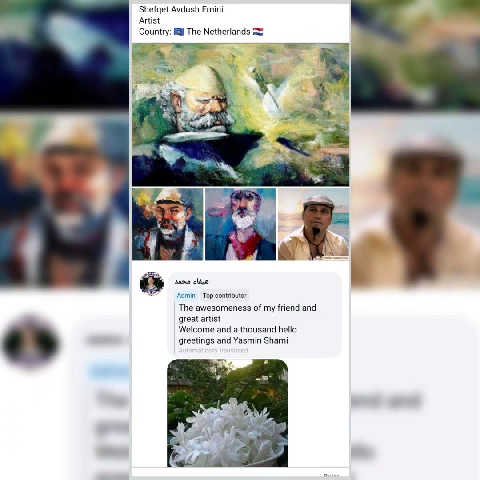 Shefqet Avdush Emini
Artist
Country: 🇪🇺 The Netherlands 🇳🇱
هيفاء محمد
Admin Top contributor
The awesomeness of my friend and
great artist
Welcome and a thousand hello
greetings and Yasmin Shami
Automatically translated